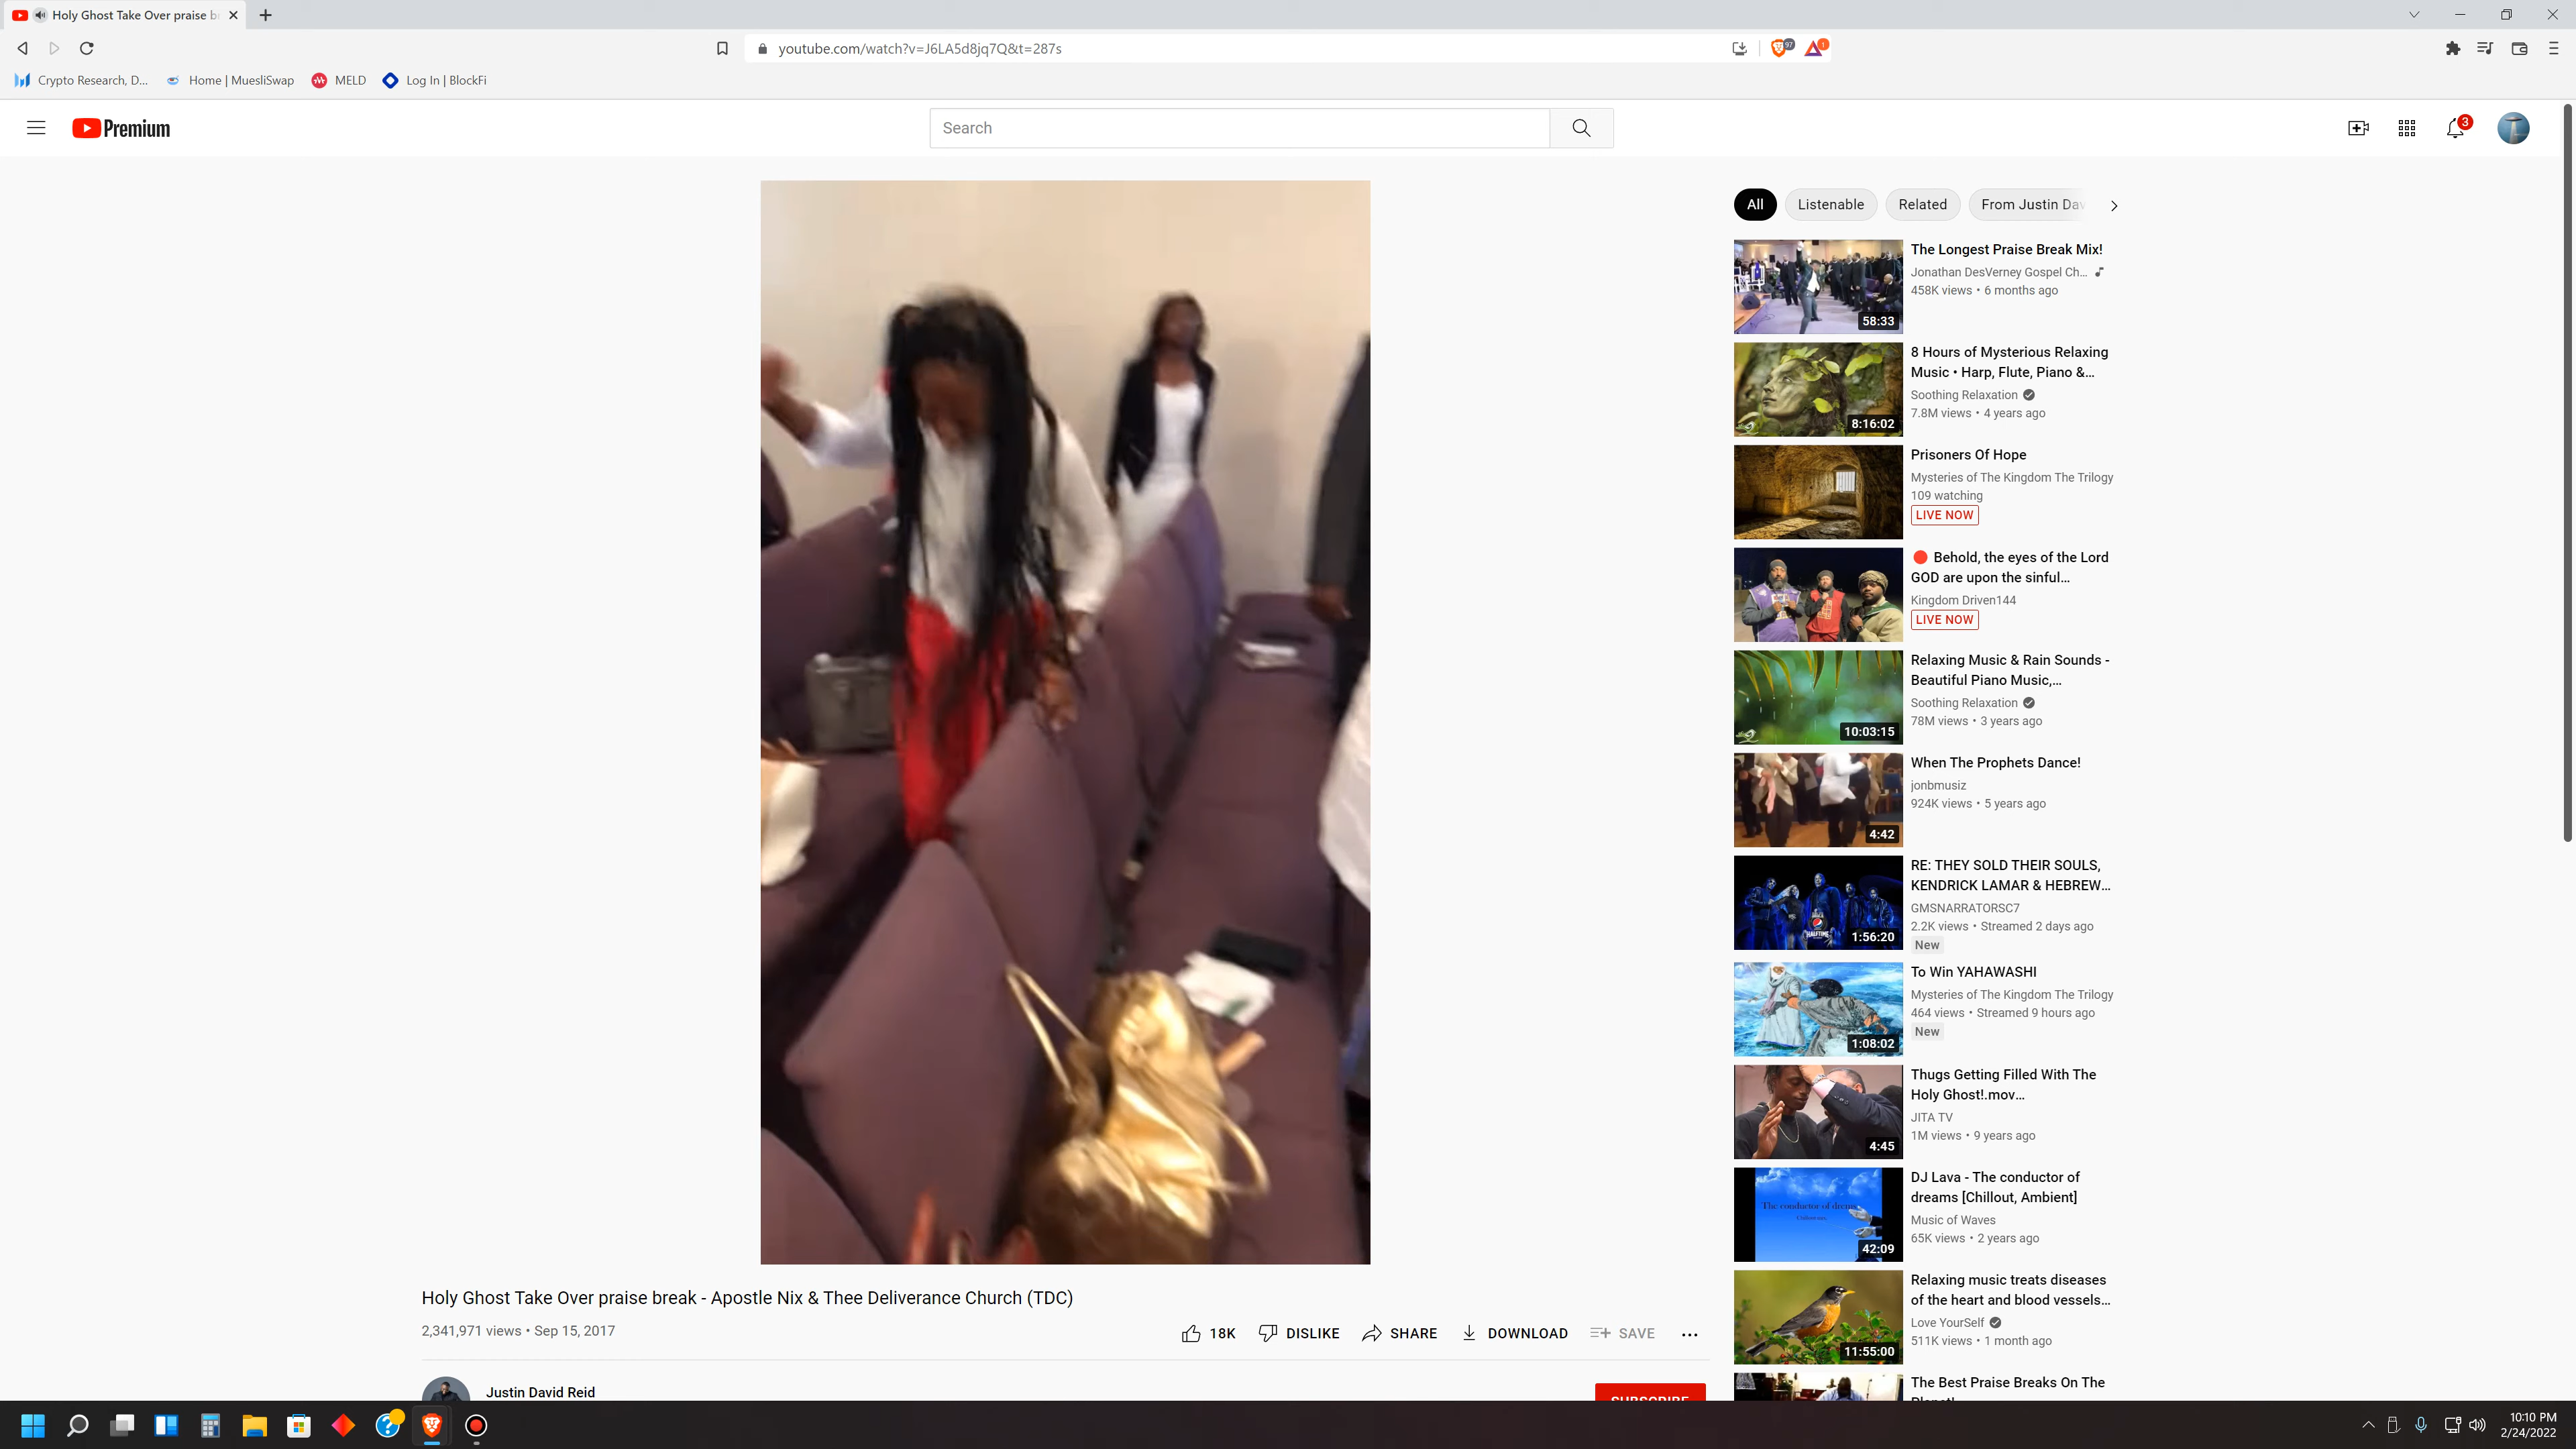 Holy Ghost Take Over praise b
youtube.com/watch?v=J6LA5d8jq7Q&t=287s
97
1
Crypto Research, D...
Home | MuesliSwap
MELD
Log In | BlockFi
Premium
Search
3
All
Listenable
Related
From Justin Dav
The Longest Praise Break Mix!
Jonathan DesVerney Gospel Ch...
458K views • 6 months ago
58:33
8 Hours of Mysterious Relaxing
Music • Harp, Flute, Piano &...
Soothing Relaxation
7.8M views • 4 years ago
8:16:02
Prisoners Of Hope
Mysteries of The Kingdom The Trilogy
109 watching
LIVE NOW
Behold, the eyes of the Lord
GOD are upon the sinful...
Kingdom Driven144
LIVE NOW
Relaxing Music & Rain Sounds -
Beautiful Piano Music,...
Soothing Relaxation
78M views • 3 years ago
10:03:15
When The Prophets Dance!
jonbmusiz
924K views • 5 years ago
4:42
RE: THEY SOLD THEIR SOULS,
KENDRICK LAMAR & HEBREW...
GMSNARRATORSC7
2.2K views • Streamed 2 days ago
New
HALFTIME
1:56:20
To Win YAHAWASHI
Mysteries of The Kingdom The Trilogy
464 views • Streamed 9 hours ago
New
1:08:02
Thugs Getting Filled With The
Holy Ghost!.mov...
JITA TV
1M views • 9 years ago
4:45
DJ Lava - The conductor of
dreams [Chillout, Ambient]
Music of Waves
65K views • 2 years ago
The conductor of dreams
42:09
Relaxing music treats diseases
of the heart and blood vessels...
Love YourSelf
511K views • 1 month ago
11:55:00
The Best Praise Breaks On The
Planet!
Holy Ghost Take Over praise break - Apostle Nix & Thee Deliverance Church (TDC)
2,341,971 views • Sep 15, 2017
18K
DISLIKE
SHARE
DOWNLOAD
SAVE
Justin David Reid
SUBSCRIBE
10:10 PM
2/24/2022